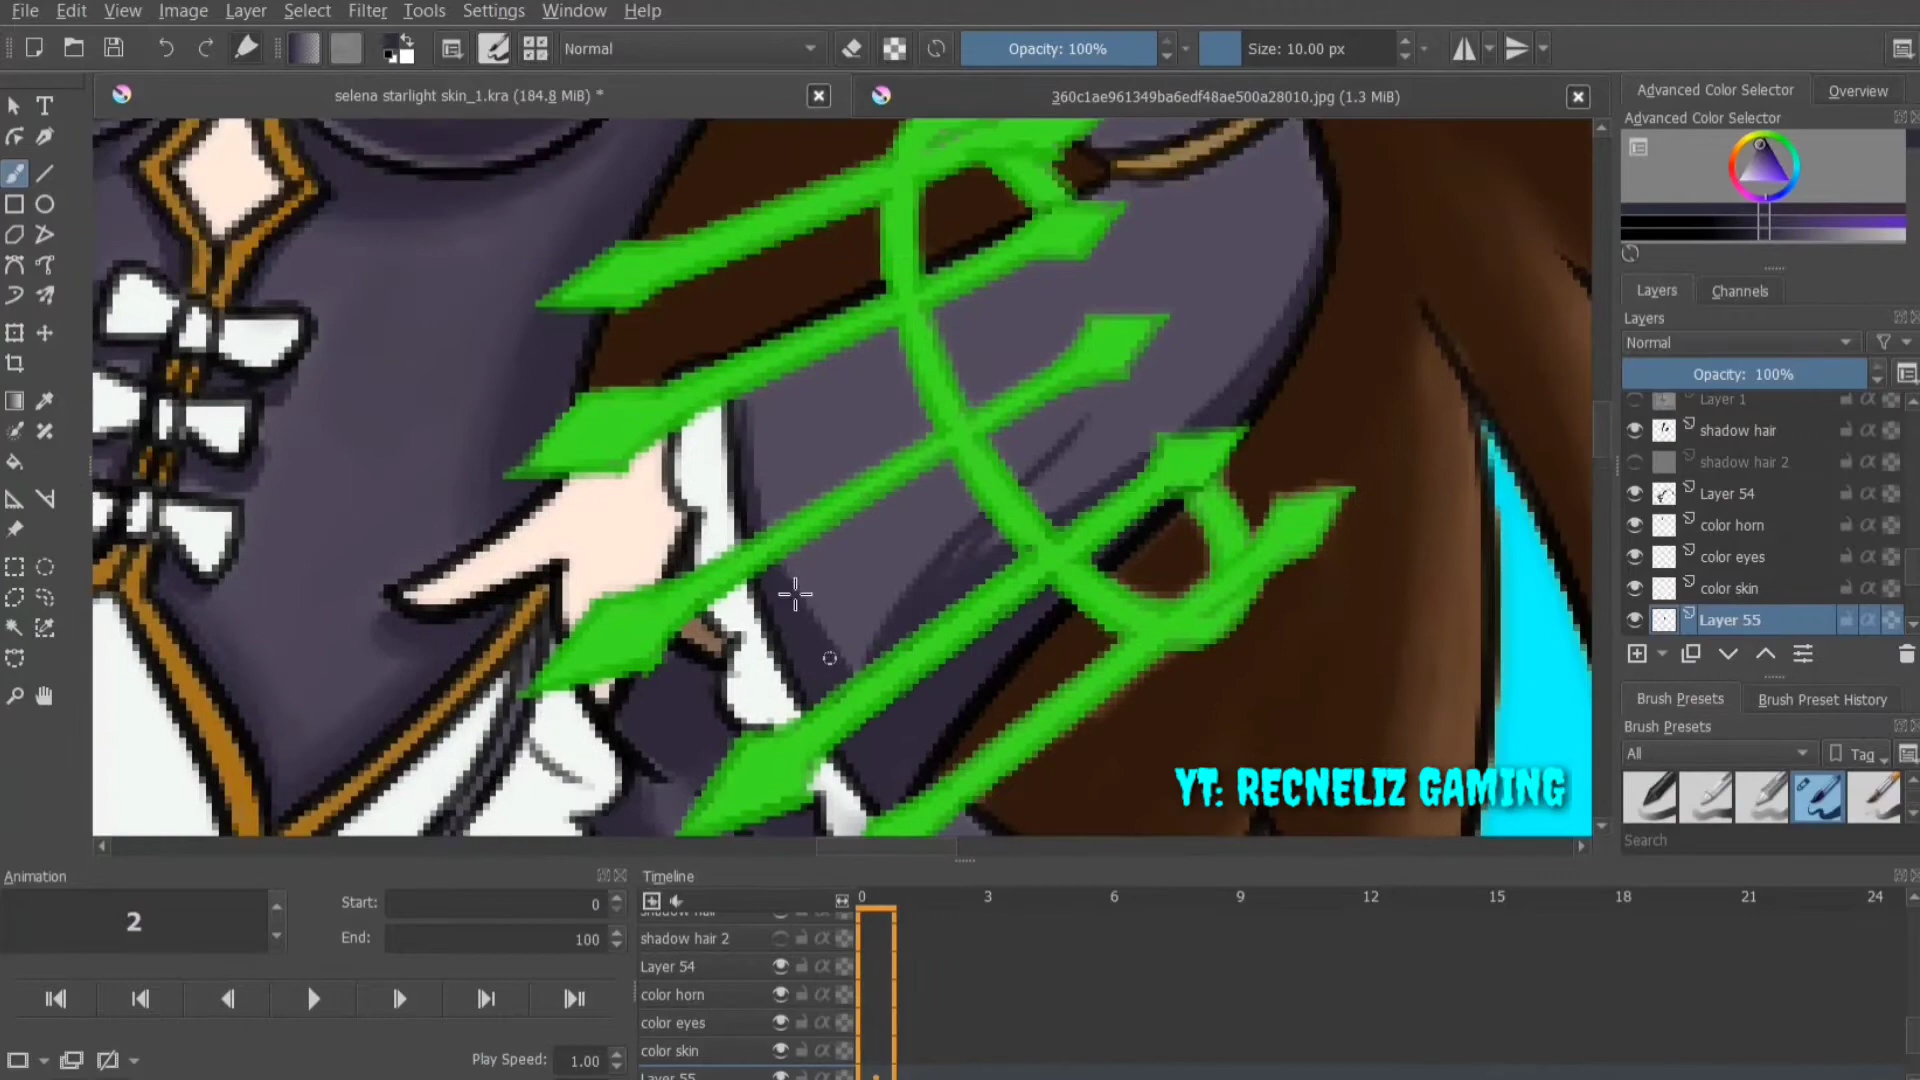 File Edit View Image Layer Select Filter Tools Settings Window Help
Normal
Opacity: 100%
Size: 10.00 px
selena starlight skin_1.kra (184.8 MiB) *
360c1ae961349ba6edf48ae500a28010.jpg (1.3 MiB)
Advanced Color Selector
Overview
Advanced Color Selector
Layers
Channels
Layers
Normal
Opacity: 100%
Layer 1
shadow hair
shadow hair 2
Layer 54
color horn
color eyes
color skin
Layer 55
Brush Presets
Brush Preset History
Brush Presets
All
Tag
Search
YT: RECNELIZ GAMING
Animation
2
Start: 0
End: 100
Play Speed: 1.00
Timeline
0 3 6 9 12 15 18 21 24
shadow hair
shadow hair 2
Layer 54
color horn
color eyes
color skin
Layer 55